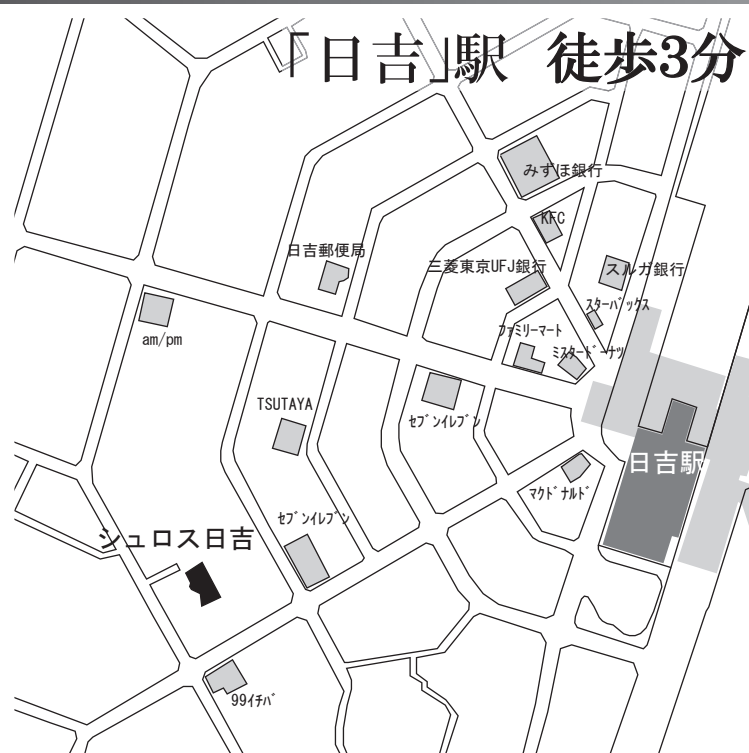 「日吉」駅 徒歩3分
みずほ銀行
KFC
日吉郵便局
三菱東京UFJ銀行
スルガ銀行
スターバックス
am/pm
ファミリーマート
ミスタードーナツ
TSUTAYA
セブンイレブン
日吉駅
マクドナルド
セブンイレブン
シュロス日吉
99イチバ